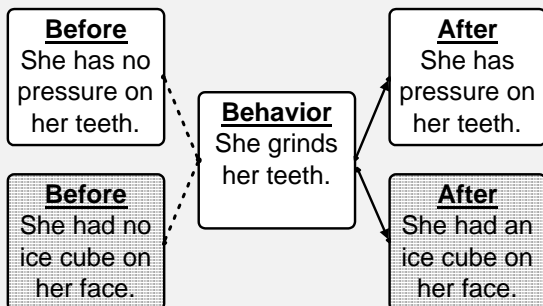 Before
She has no
pressure on
her teeth.
Before
She had no
ice cube on
her face.
Behavior
She grinds
her teeth.
After
She has
pressure on
her teeth.
After
She had an
ice cube on
her face.